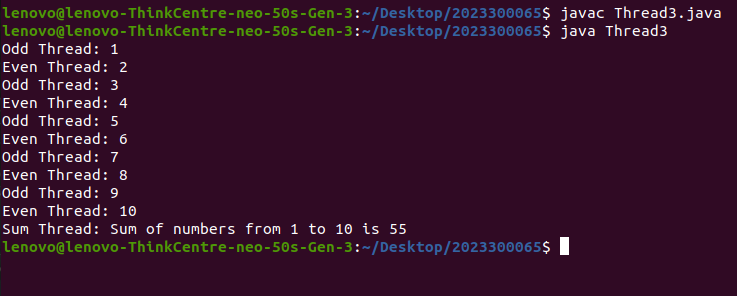 lenovo@lenovo-ThinkCentre-neo-50s-Gen-3:~/Desktop/2023300065$ javac Thread3.java
lenovo@lenovo-ThinkCentre-neo-50s-Gen-3:~/Desktop/2023300065$ java Thread3
Odd Thread: 1
Even Thread: 2
Odd Thread: 3
Even Thread: 4
Odd Thread: 5
Even Thread: 6
Odd Thread: 7
Even Thread: 8
Odd Thread: 9
Even Thread: 10
Sum Thread: Sum of numbers from 1 to 10 is 55
lenovo@lenovo-ThinkCentre-neo-50s-Gen-3:~/Desktop/2023300065$